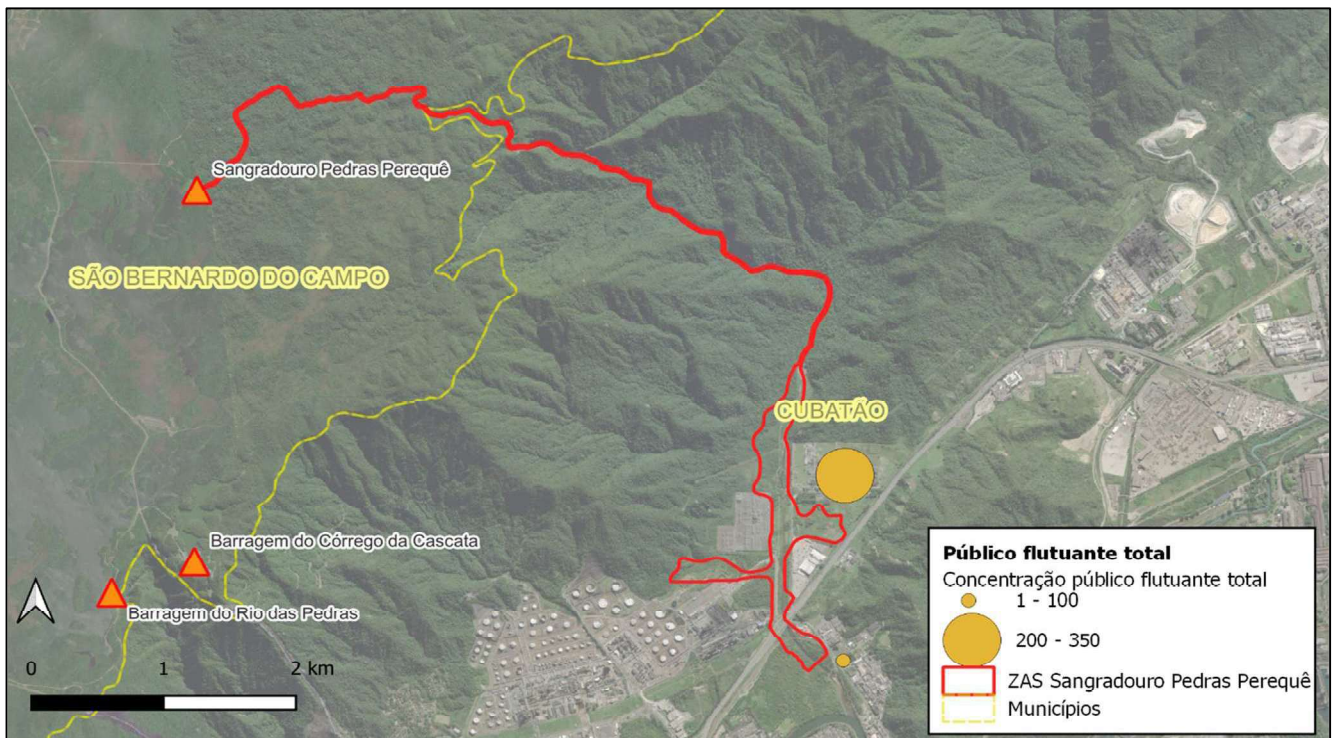 Sangradouro Pedras Perequê
SÃO BERNARDO DO CAMPO
CUBATÃO
Barragem do Córrego da Cascata
Barragem do Rio das Pedras
0 1 2 km
Público flutuante total
Concentração público flutuante total
1 - 100
200 - 350
ZAS Sangradouro Pedras Perequê
Municípios